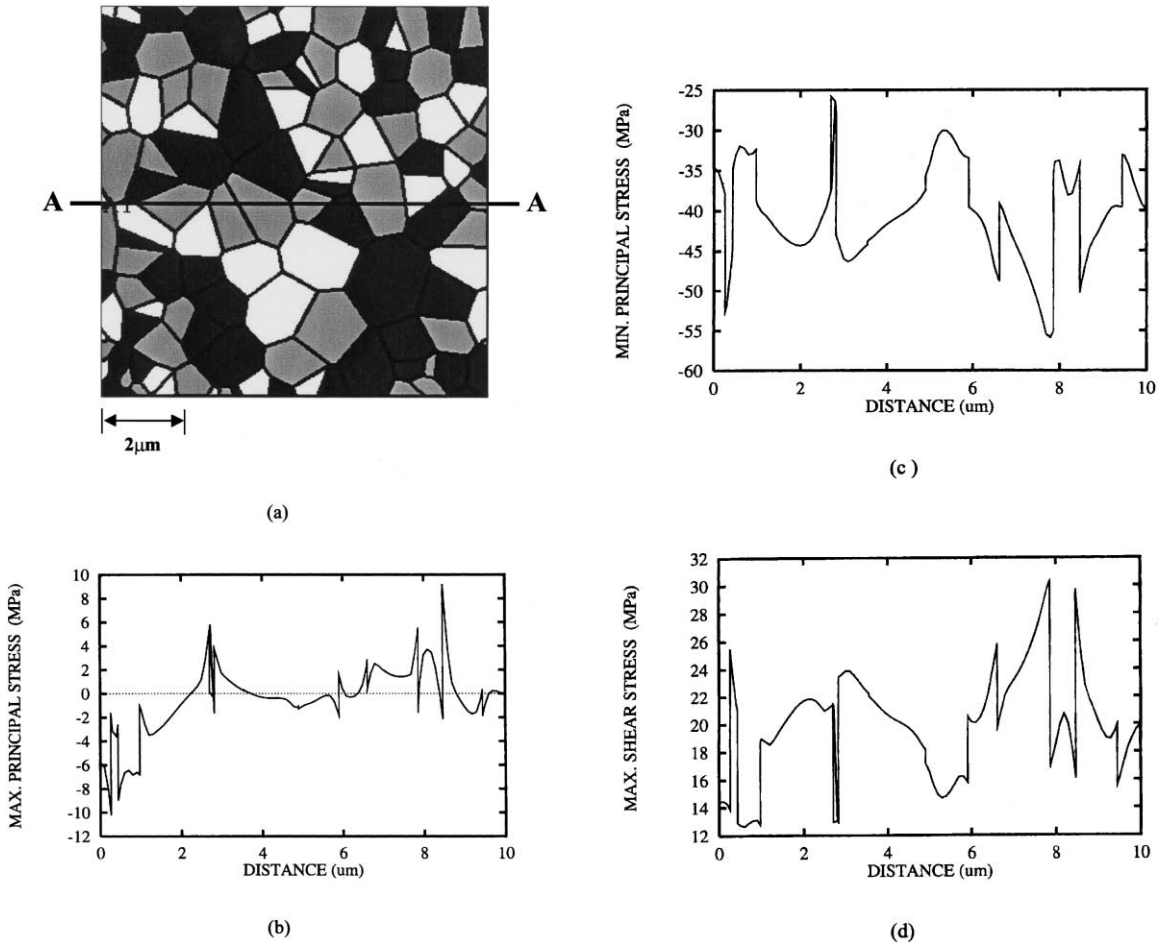 A A
2μm
(a)
MAX. PRINCIPAL STRESS (MPa)
10
8
6
4
2
0
-2
-4
-6
-8
-10
-12
0 2 4 6 8 10
DISTANCE (um)
(b)
MIN. PRINCIPAL STRESS (MPa)
-25
-30
-35
-40
-45
-50
-55
-60
0 2 4 6 8 10
DISTANCE (um)
(c )
MAX. SHEAR STRESS (MPa)
32
30
28
26
24
22
20
18
16
14
12
0 2 4 6 8 10
DISTANCE (um)
(d)